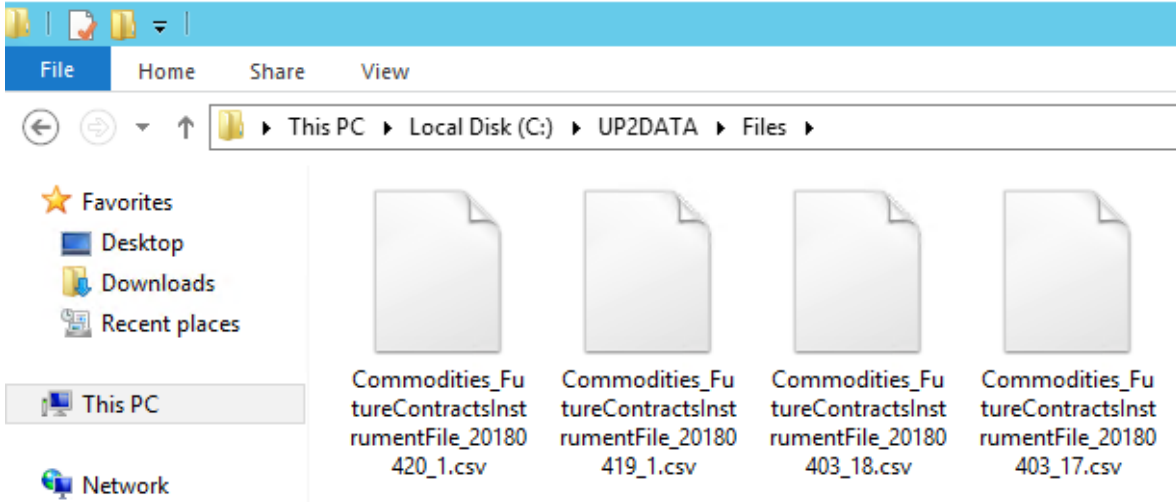 File Home Share View
This PC Local Disk (C:) UP2DATA Files
Favorites
Desktop
Downloads
Recent places
This PC
Network
Commodities_Fu
tureContractsInst
rumentFile_20180
420_1.csv
Commodities_Fu
tureContractsInst
rumentFile_20180
419_1.csv
Commodities_Fu
tureContractsInst
rumentFile_20180
403_18.csv
Commodities_Fu
tureContractsInst
rumentFile_20180
403_17.csv